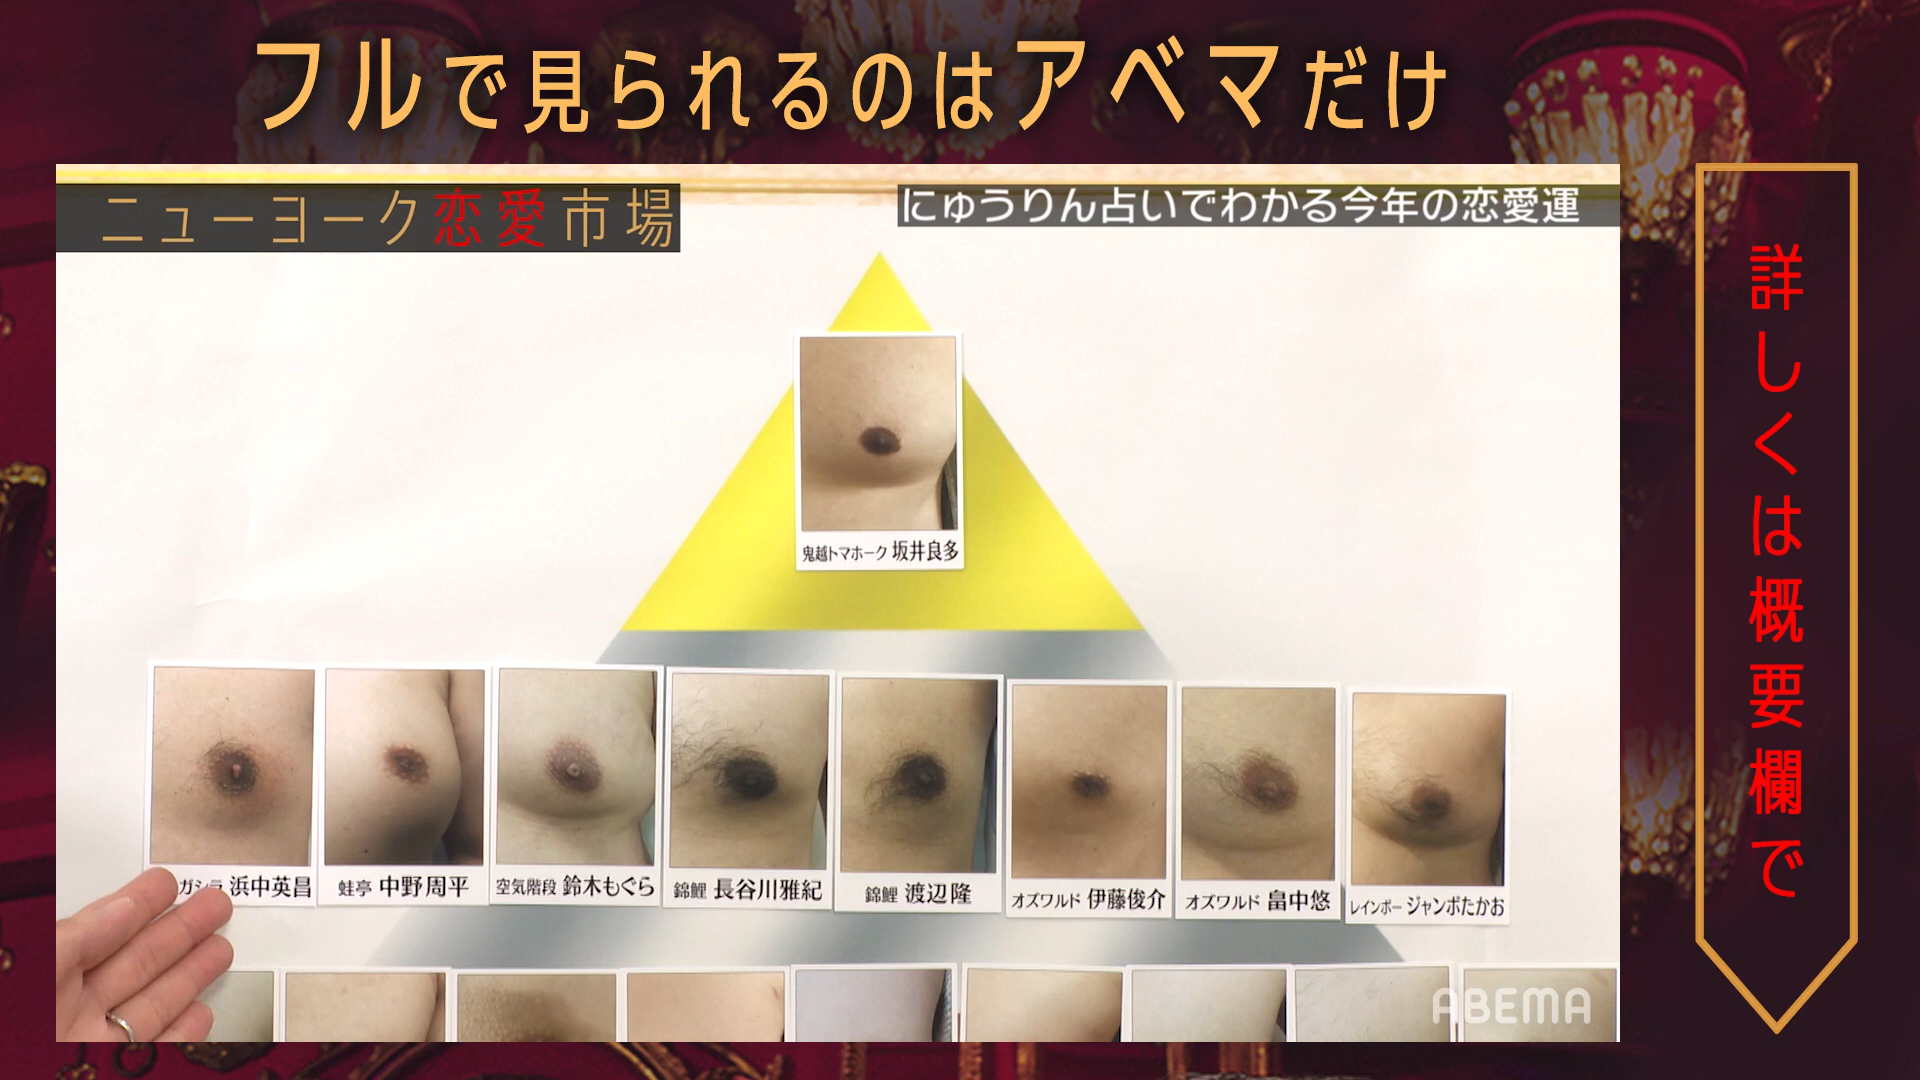 フルで見られるのはアベマだけ
ニューヨーク恋愛市場
にゅうりん占いでわかる今年の恋愛運
詳しくは概要欄で
鬼越トマホーク 坂井良多
ガシラ 浜中英昌
蛙亭 中野周平
空気階段 鈴木もぐら
錦鯉 長谷川雅紀
錦鯉 渡辺隆
オズワルド 伊藤俊介
オズワルド 畠中悠
レインボー ジャンボたかお
ABEMA